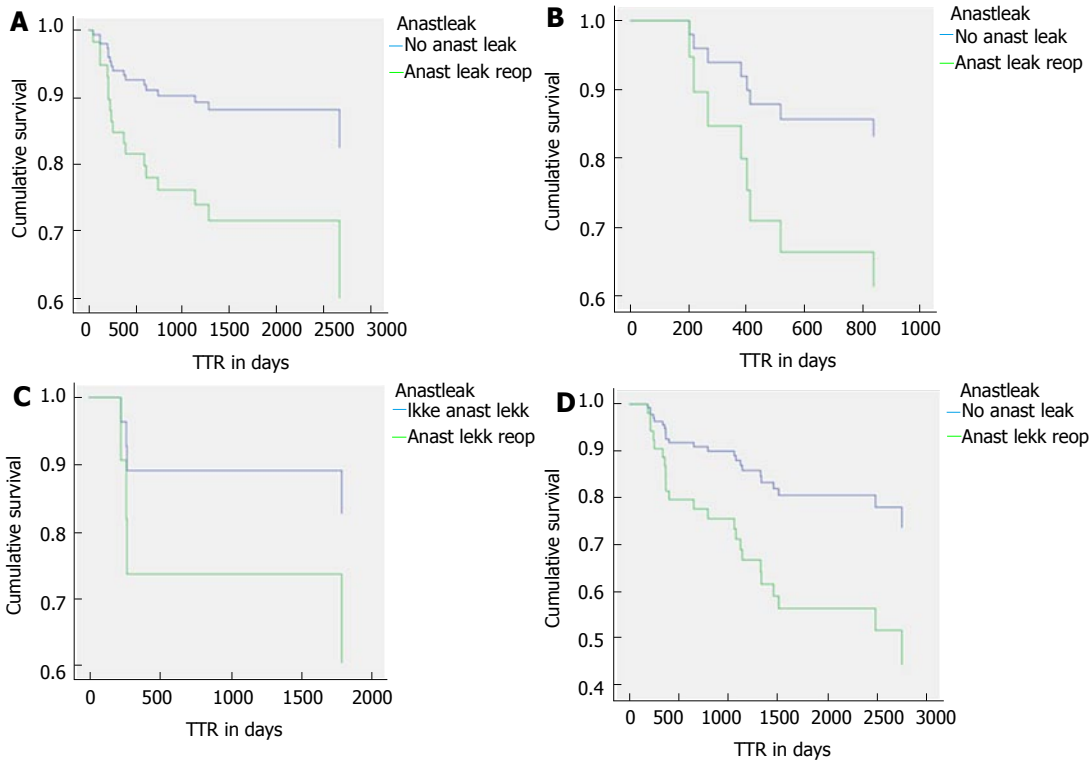 A
Anastleak
No anast leak
Anast leak reop
Cumulative survival
1.0
0.9
0.8
0.7
0.6
0 500 1000 1500 2000 2500 3000
TTR in days
B
Anastleak
No anast leak
Anast leak reop
Cumulative survival
1.0
0.9
0.8
0.7
0.6
0 200 400 600 800 1000
TTR in days
C
Anastleak
Ikke anast lekk
Anast lekk reop
Cumulative survival
1.0
0.9
0.8
0.7
0.6
0 500 1000 1500 2000
TTR in days
D
Anastleak
No anast leak
Anast lekk reop
Cumulative survival
1.0
0.9
0.8
0.7
0.6
0.5
0.4
0 500 1000 1500 2000 2500 3000
TTR in days